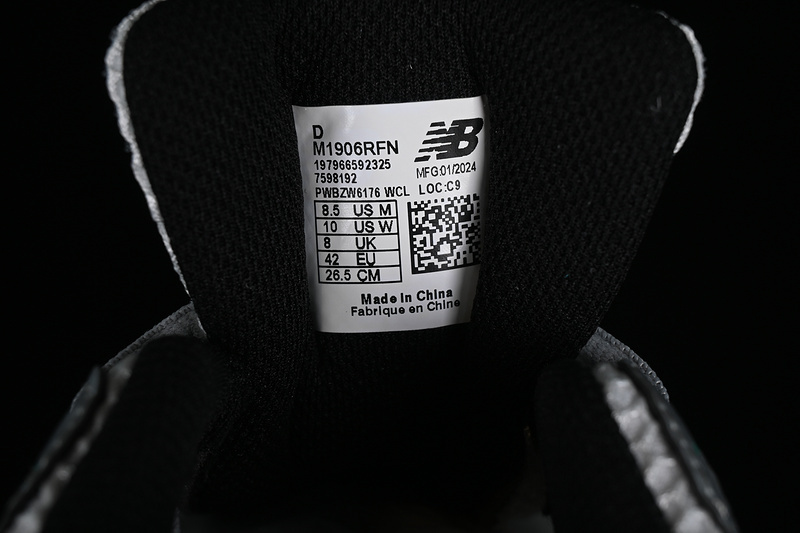 D
M1906RFN
197966592325
7598192
PWBZW6176 WCL
NB
MFG:01/2024
LOC:C9
8.5 US M
10 US W
8 UK
42 EU
26.5 CM
Made in China
Fabrique en Chine